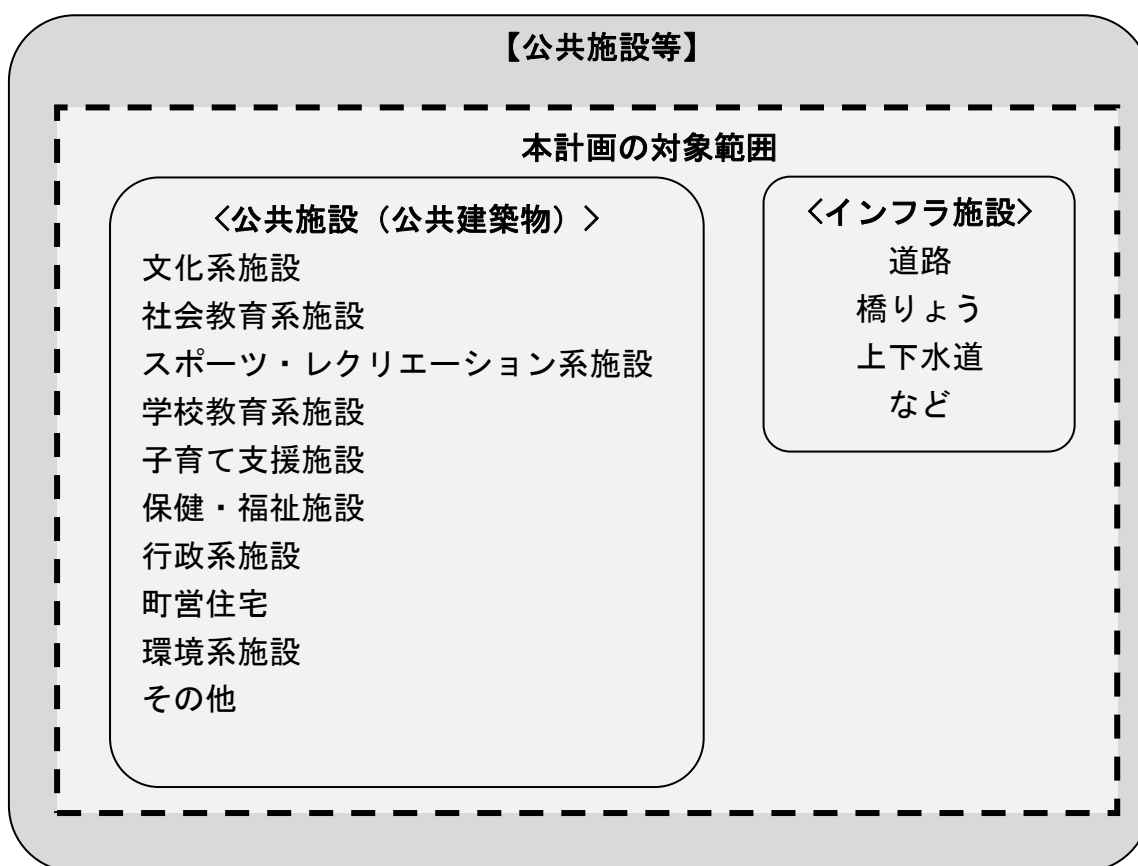 【公共施設等】
本計画の対象範囲
<公共施設（公共建築物）>
文化系施設
社会教育系施設
スポーツ・レクリエーション系施設
学校教育系施設
子育て支援施設
保健・福祉施設
行政系施設
町営住宅
環境系施設
その他
<インフラ施設>
道路
橋りょう
上下水道
など